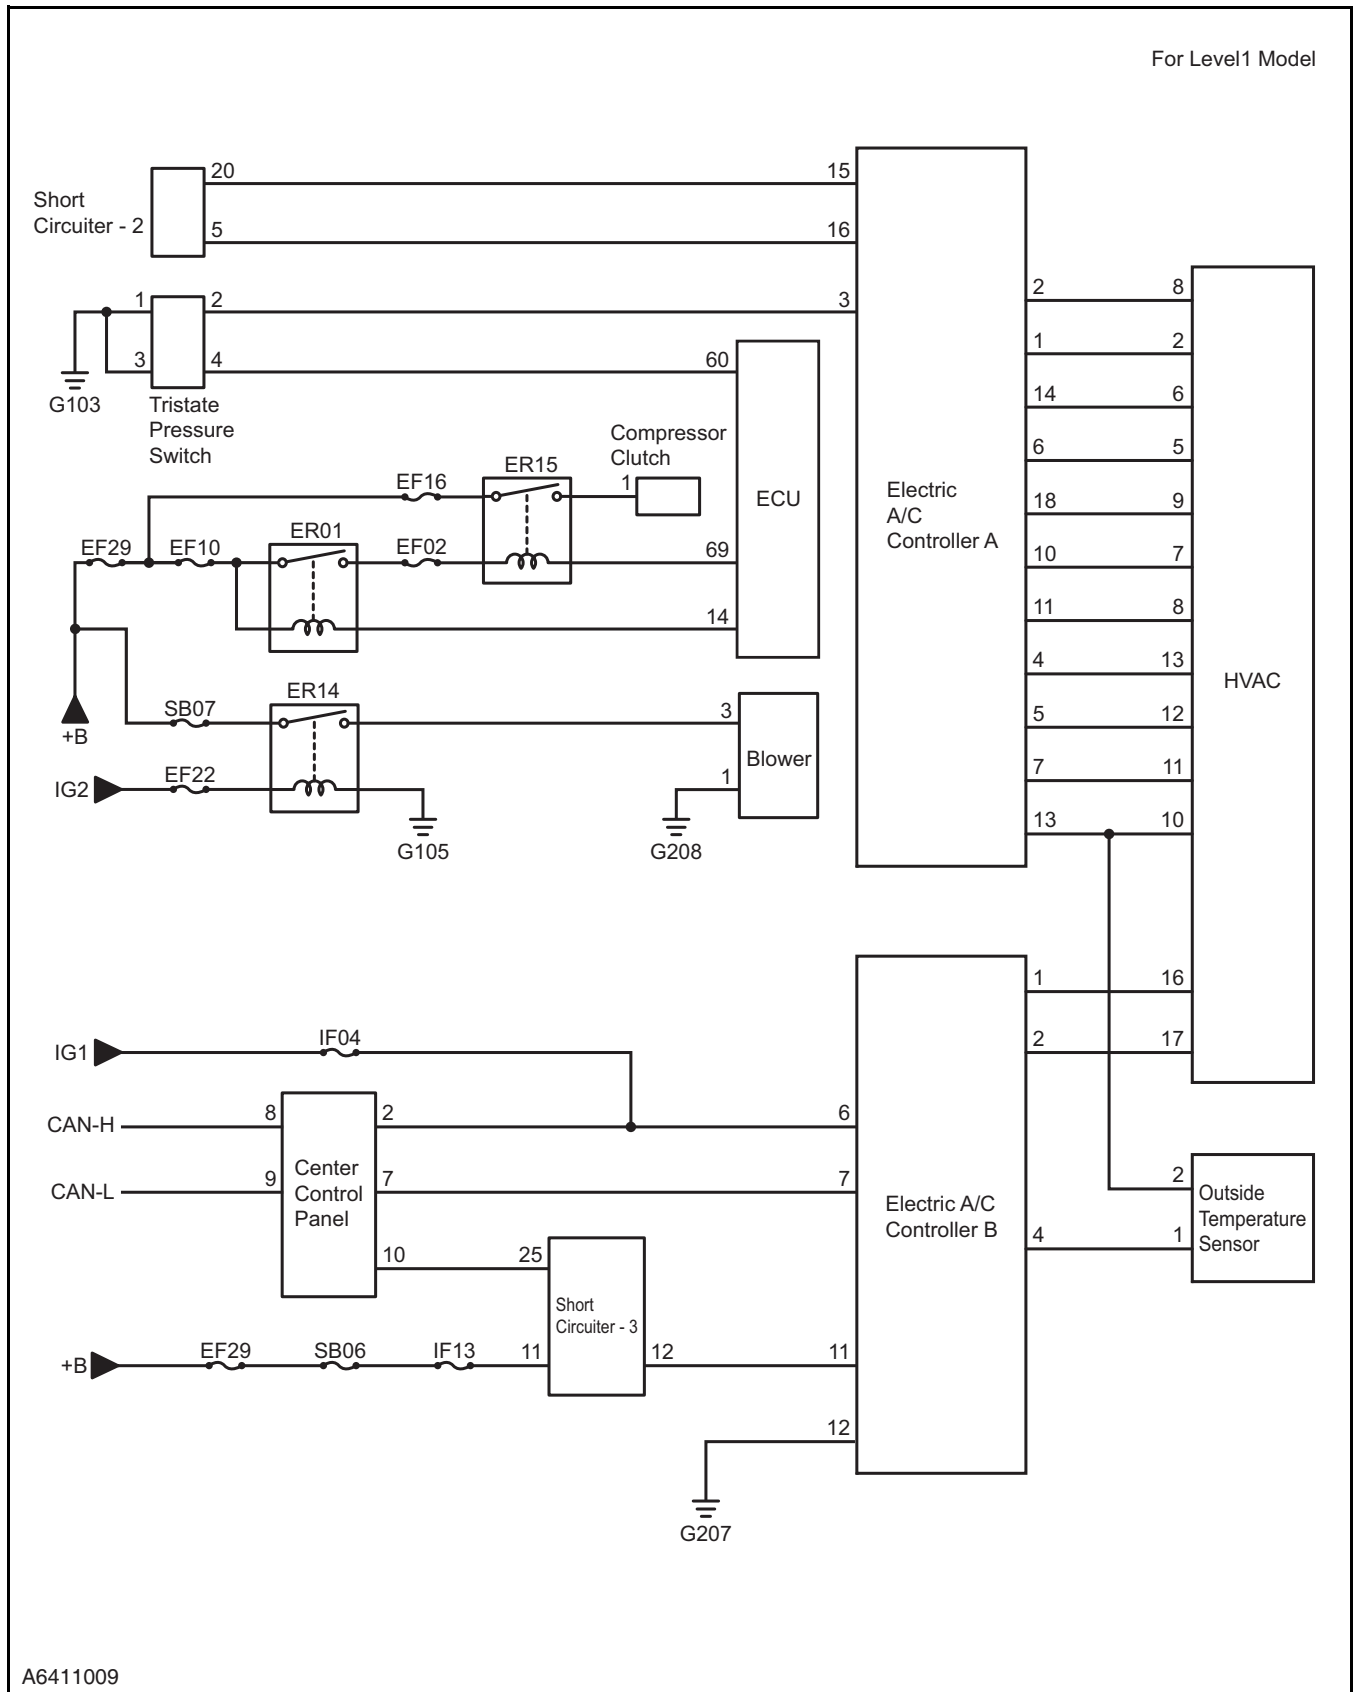 For Level1 Model
20 15
Short
Circuiter - 2
5 16
2 8
1 2 3
1 2
3 4 60
G103
Tristate
Pressure
Switch
14 6
Compressor
Clutch
6 5
ER15
EF16
1
ECU
Electric
A/C
Controller A
18 9
ER01
EF29 EF10 EF02 69
10 7
14
11 8
4 13
HVAC
ER14
SB07 3
5 12
+B
Blower
IG2 EF22 1
7 11
13 10
G105 G208
1 16
IG1 IF04
2 17
CAN-H 8 2 6
Center
Control
Panel
CAN-L 9 7 7
Electric A/C
Controller B
2
Outside
Temperature
Sensor
4 1
10 25
Short
Circuiter - 3
+B EF29 SB06 IF13 11 12 11
12
G207
A6411009